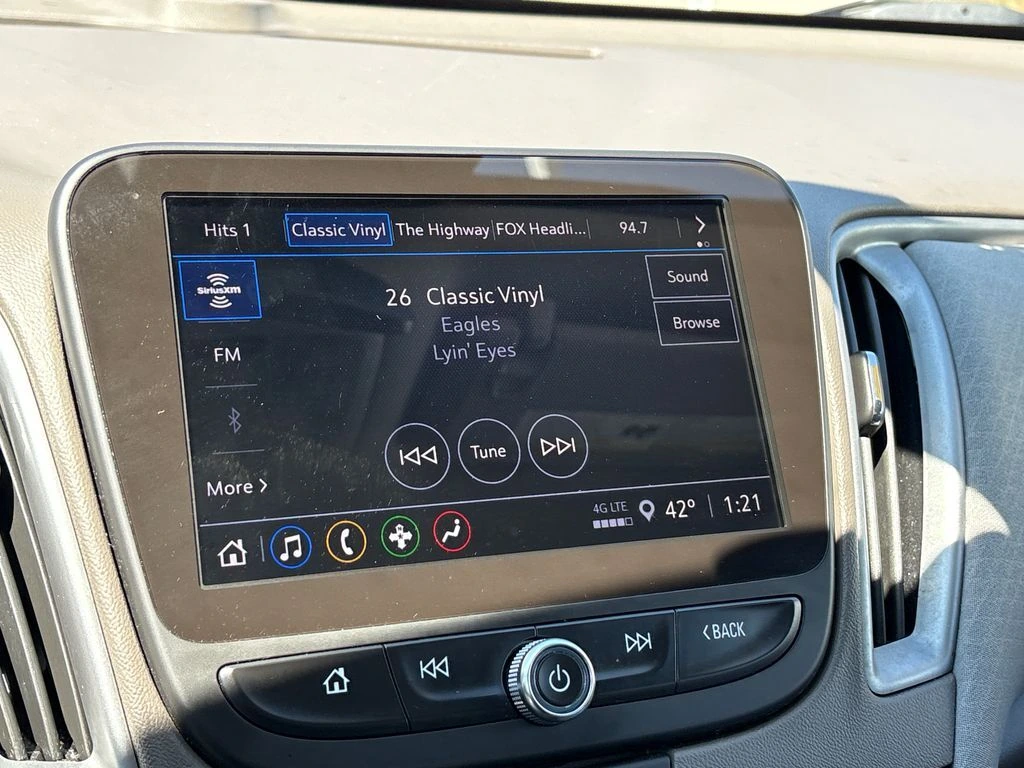 Hits 1 Classic Vinyl The Highway FOX Headli... 94.7 >
SiriusXM
26 Classic Vinyl
Sound
Eagles
Browse
FM
Lyin' Eyes
Tune
More >
4G LTE
42° 1:21
< BACK